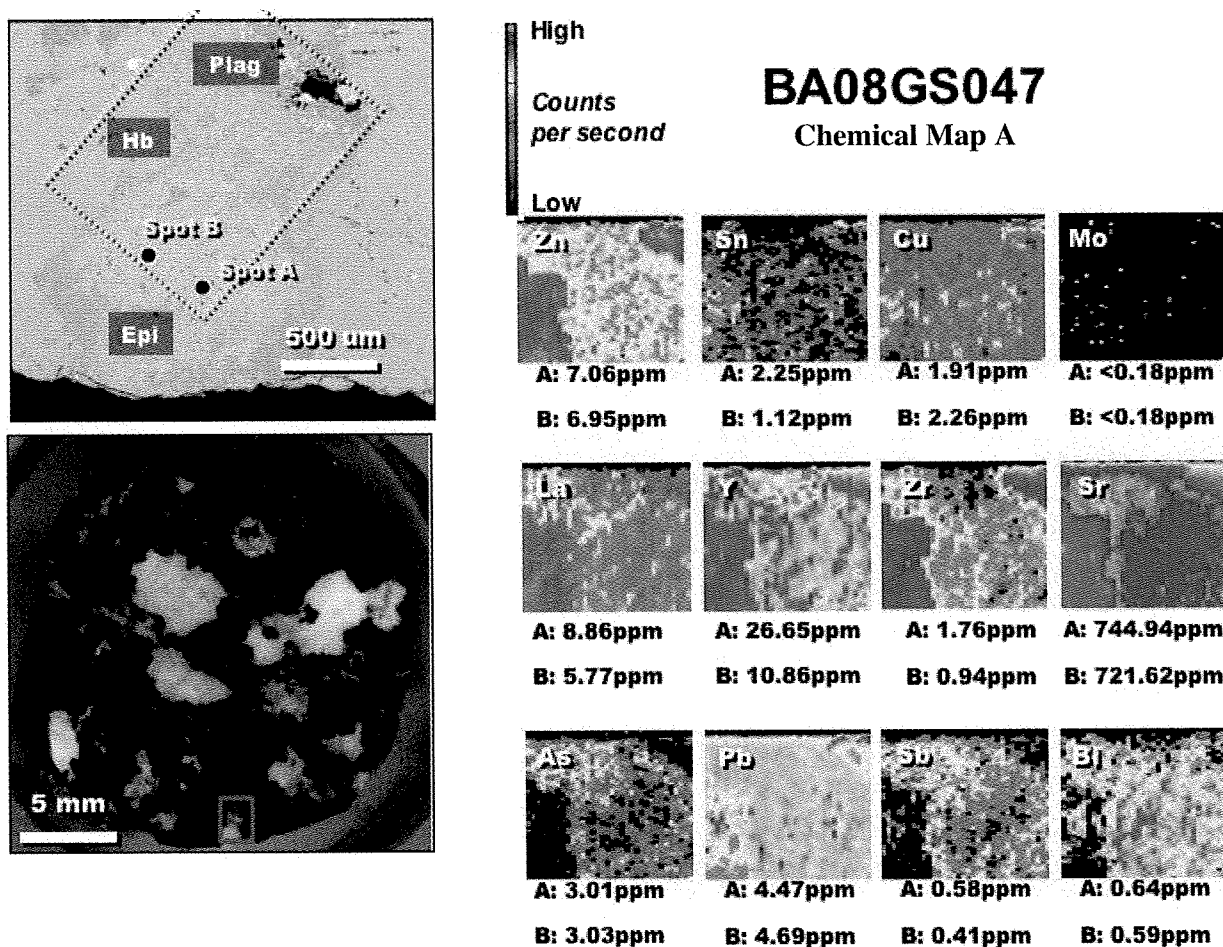 Plag
Hb
Spot B
Spot A
Epi
500 um
5 mm
High
Counts
per second
Low
BA08GS047
Chemical Map A
Zn Sn Cu Mo
A: 7.06ppm A: 2.25ppm A: 1.91ppm A: <0.18ppm
B: 6.95ppm B: 1.12ppm B: 2.26ppm B: <0.18ppm
La Y Zr Sr
A: 8.86ppm A: 26.65ppm A: 1.76ppm A: 744.94ppm
B: 5.77ppm B: 10.86ppm B: 0.94ppm B: 721.62ppm
As Pb Sb Bi
A: 3.01ppm A: 4.47ppm A: 0.58ppm A: 0.64ppm
B: 3.03ppm B: 4.69ppm B: 0.41ppm B: 0.59ppm